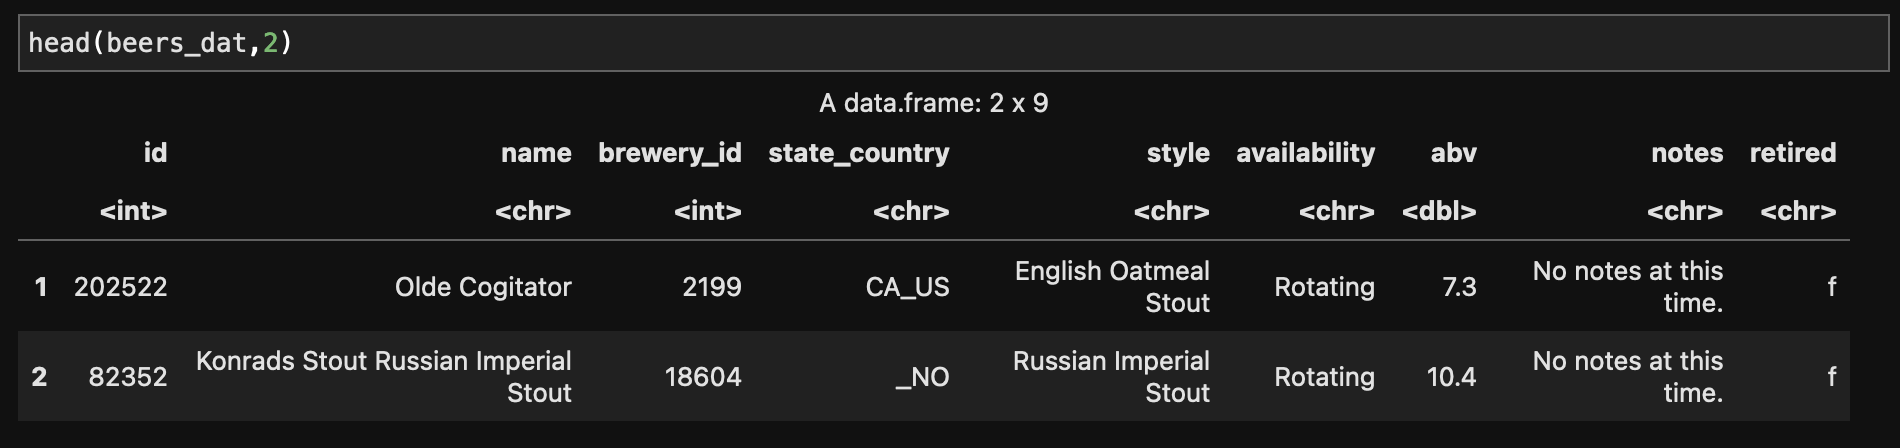 head(beers_dat,2)
A data.frame: 2 x 9
id name brewery_id state_country style availability abv notes retired
<int> <chr> <int> <chr> <chr> <chr> <dbl> <chr> <chr>
1 202522 Olde Cogitator 2199 CA_US English Oatmeal Stout Rotating 7.3 No notes at this time. f
2 82352 Konrads Stout Russian Imperial Stout 18604 _NO Russian Imperial Stout Rotating 10.4 No notes at this time. f